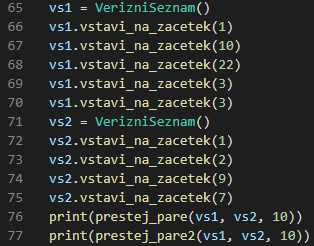 65 vs1 = VerizniSeznam()
66 vs1.vstavi_na_zacetek(1)
67 vs1.vstavi_na_zacetek(10)
68 vs1.vstavi_na_zacetek(22)
69 vs1.vstavi_na_zacetek(3)
70 vs1.vstavi_na_zacetek(3)
71 vs2 = VerizniSeznam()
72 vs2.vstavi_na_zacetek(1)
73 vs2.vstavi_na_zacetek(2)
74 vs2.vstavi_na_zacetek(9)
75 vs2.vstavi_na_zacetek(7)
76 print(prestej_pare(vs1, vs2, 10))
77 print(prestej_pare2(vs1, vs2, 10))